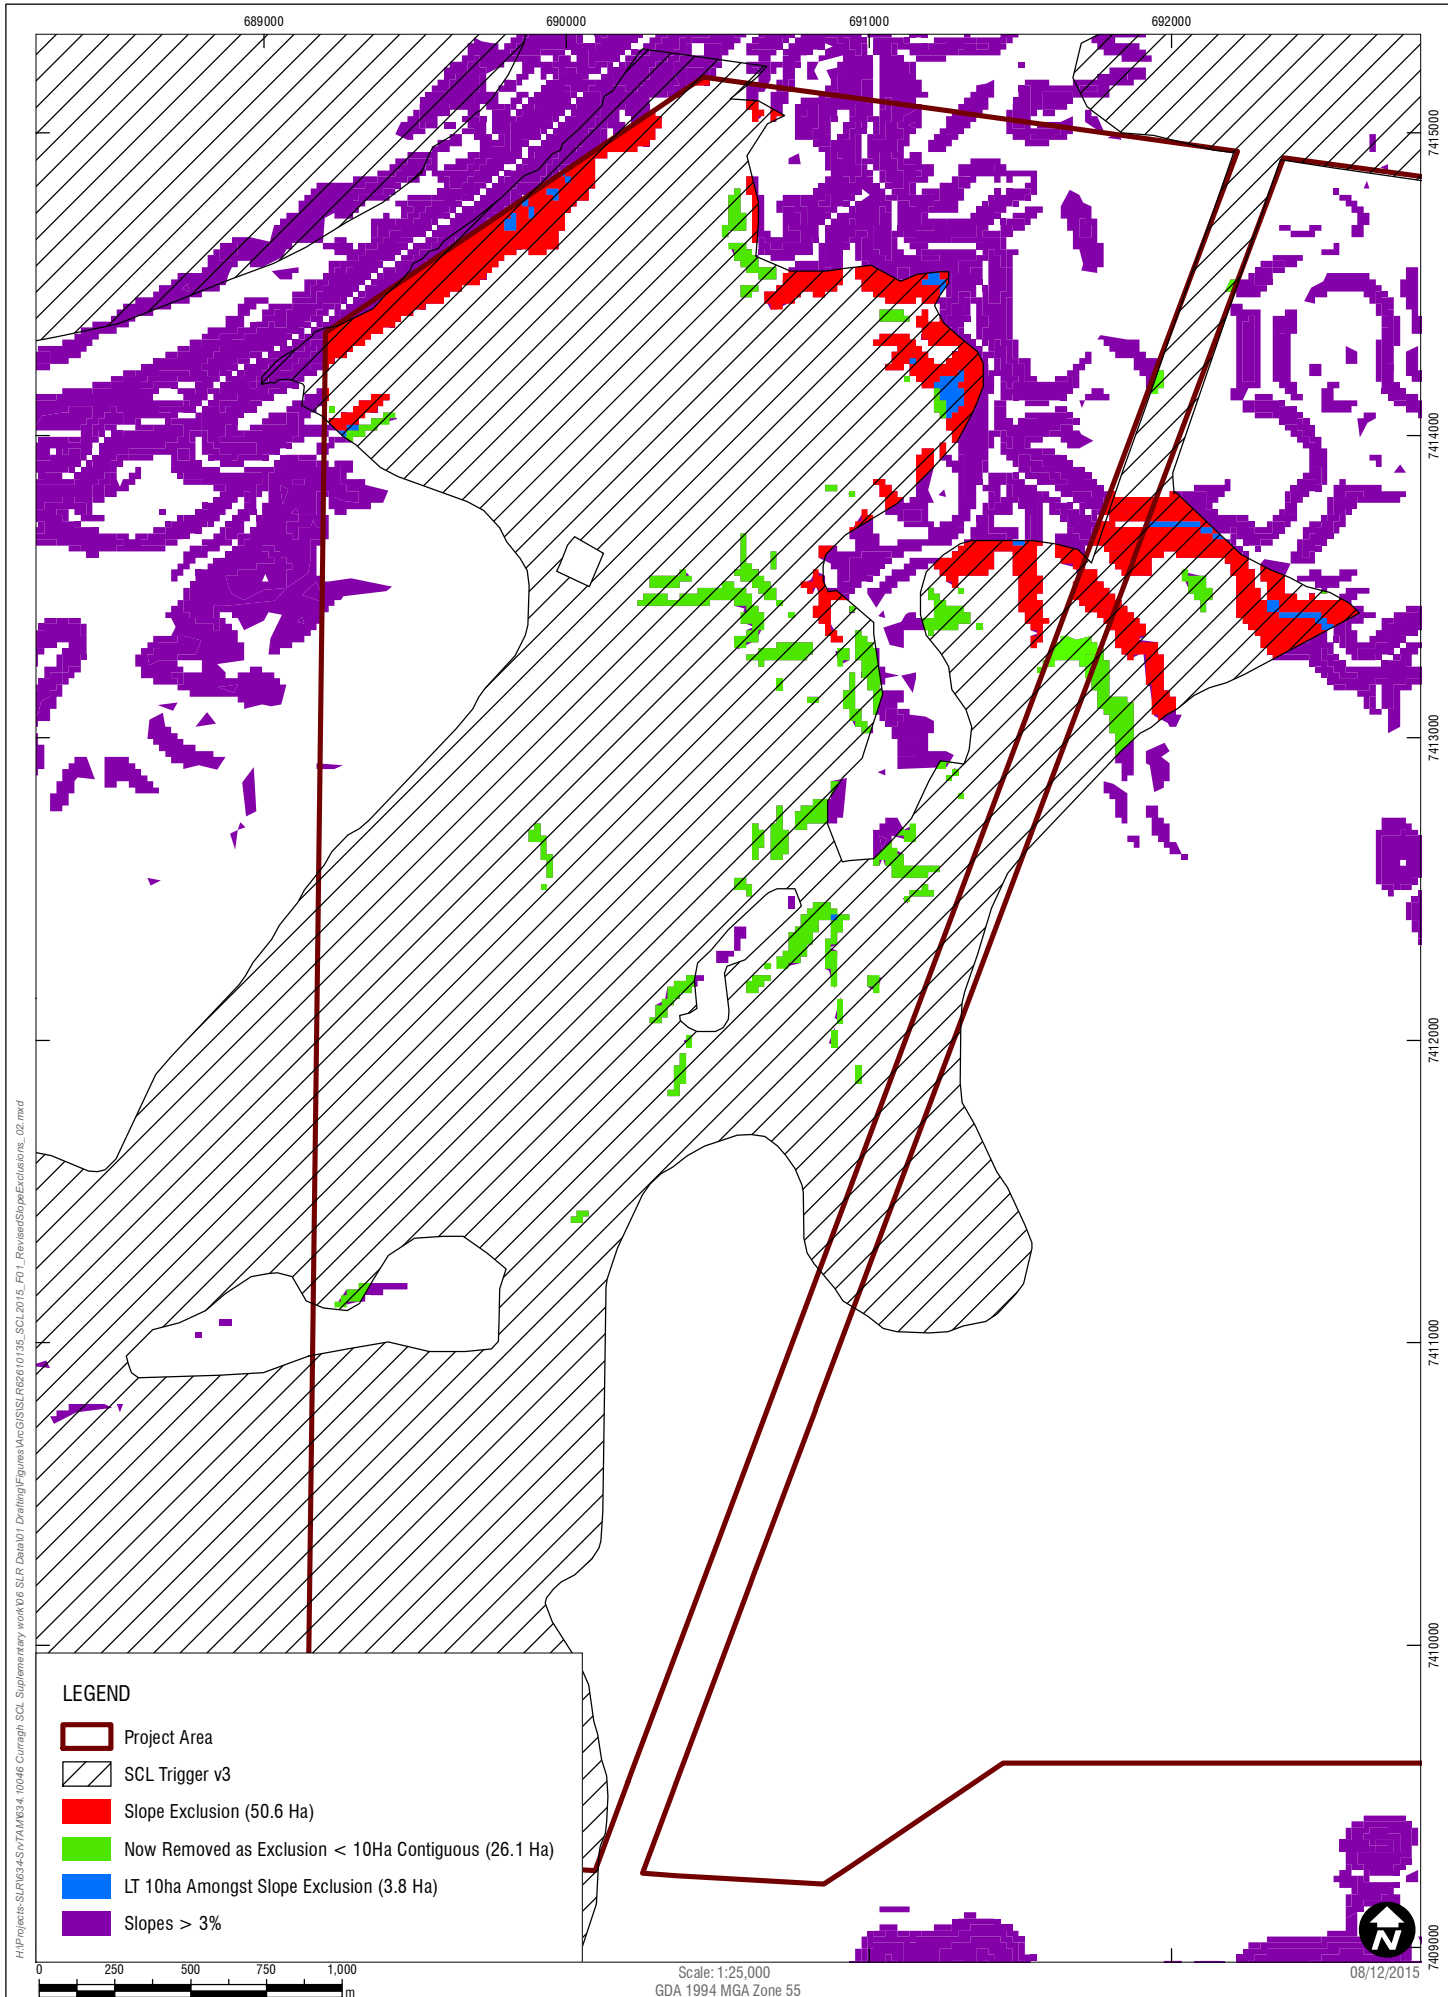 689000 690000 691000 692000
7415000
7414000
7413000
7412000
7411000
7410000
7409000
H:\Projects-SLR\634-SrvTAM\634.10046 Curragh SCL Suplementary work\06 SLR Data\01 Drafting\Figures\ArcGIS\SLR62610135_SCL2015_F01_RevisedSlopeExclusions_02.mxd
LEGEND
Project Area
SCL Trigger v3
Slope Exclusion (50.6 Ha)
Now Removed as Exclusion < 10Ha Contiguous (26.1 Ha)
LT 10ha Amongst Slope Exclusion (3.8 Ha)
Slopes > 3%
N
0 250 500 750 1,000
m
Scale: 1:25,000
GDA 1994 MGA Zone 55
08/12/2015